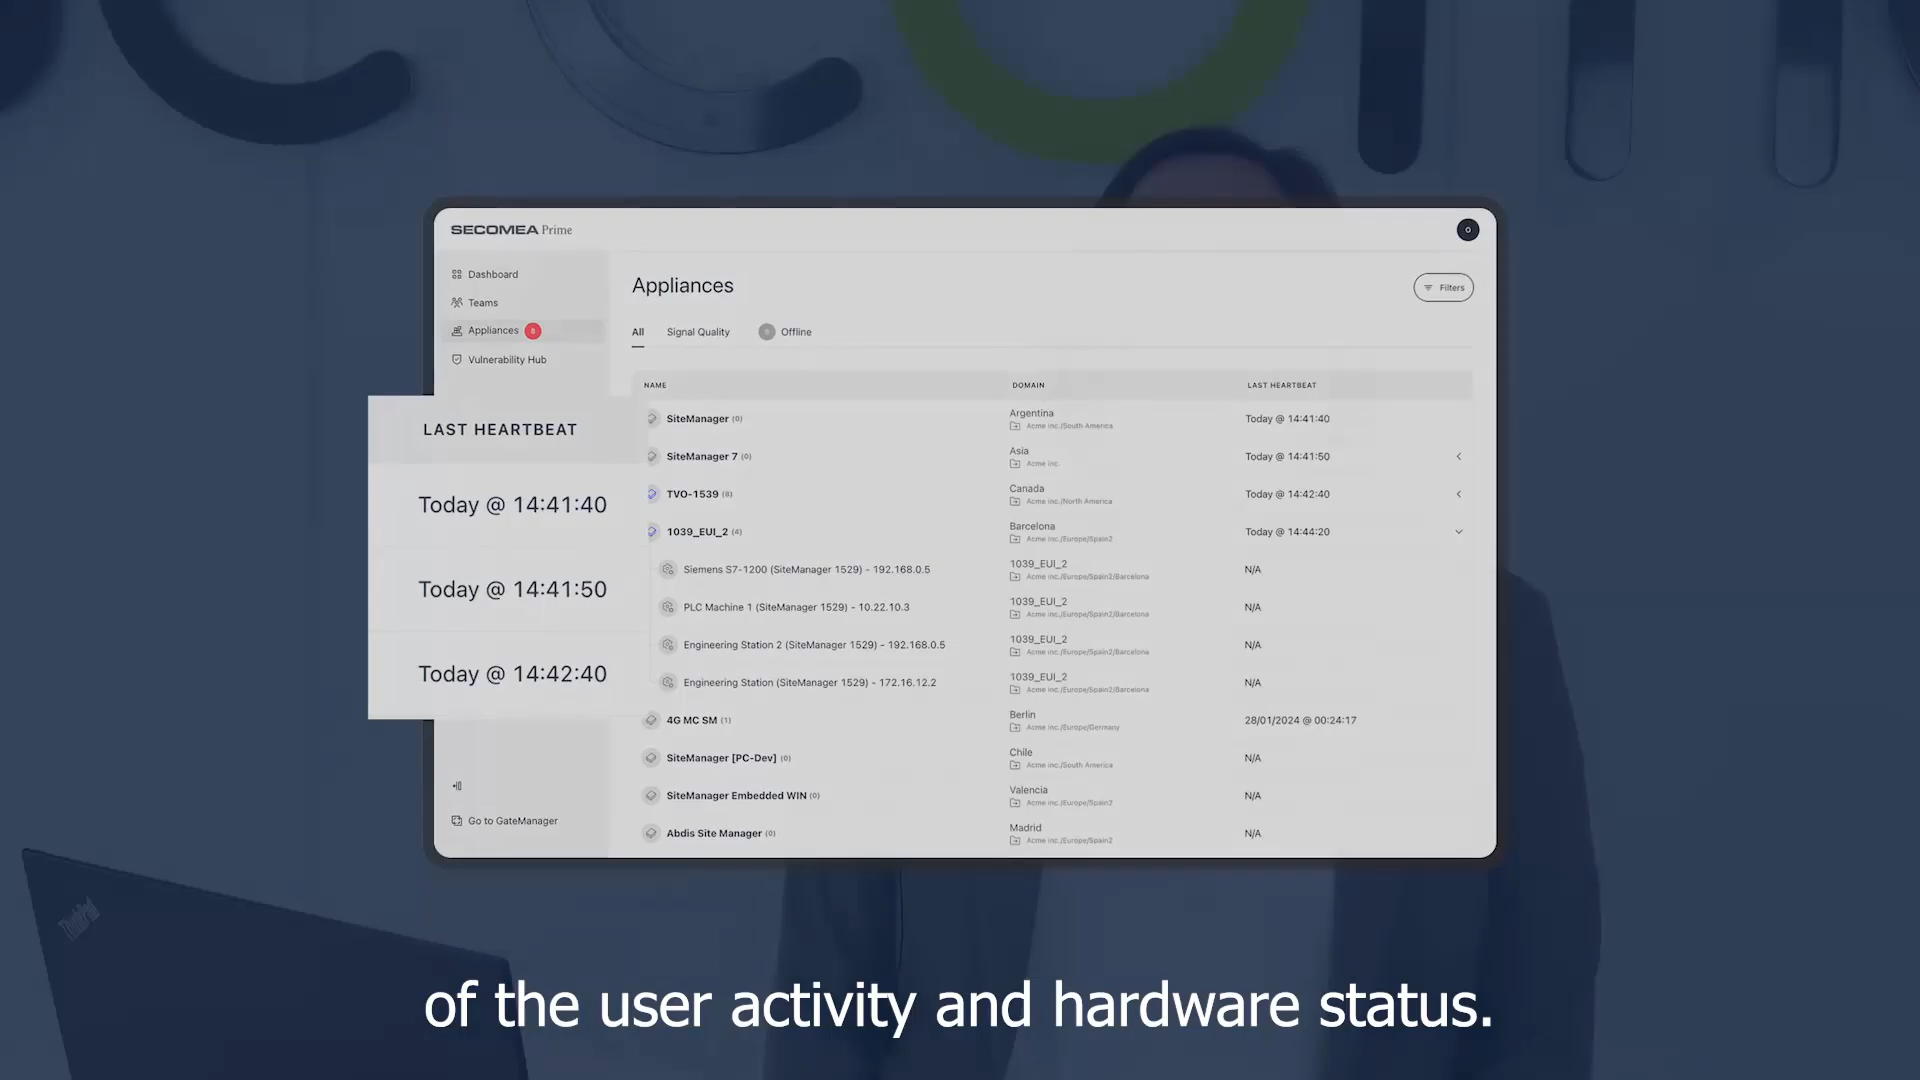 SECOMEA Prime
Dashboard
Teams
Appliances 8
Vulnerability Hub
Go to GateManager
Appliances
Filters
All Signal Quality Offline
NAME DOMAIN LAST HEARTBEAT
SiteManager (0) Argentina Today @ 14:41:40
Acme inc./South America
SiteManager 7 (0) Asia Today @ 14:41:50
Acme inc.
TVO-1539 (8) Canada Today @ 14:42:40
Acme inc./North America
1039_EUI_2 (4) Barcelona Today @ 14:44:20
Acme inc./Europe/Spain2
Siemens S7-1200 (SiteManager 1529) - 192.168.0.5 1039_EUI_2 N/A
Acme inc./Europe/Spain2/Barcelona
PLC Machine 1 (SiteManager 1529) - 10.22.10.3 1039_EUI_2 N/A
Acme inc./Europe/Spain2/Barcelona
Engineering Station 2 (SiteManager 1529) - 192.168.0.5 1039_EUI_2 N/A
Acme inc./Europe/Spain2/Barcelona
Engineering Station (SiteManager 1529) - 172.16.12.2 1039_EUI_2 N/A
Acme inc./Europe/Spain2/Barcelona
4G MC SM (1) Berlin 28/01/2024 @ 00:24:17
Acme inc./Europe/Germany
SiteManager [PC-Dev] (0) Chile N/A
Acme inc./South America
SiteManager Embedded WIN (0) Valencia N/A
Acme inc./Europe/Spain2
Abdis Site Manager (0) Madrid N/A
Acme inc./Europe/Spain2
LAST HEARTBEAT
Today @ 14:41:40
Today @ 14:41:50
Today @ 14:42:40
ThinkPad
of the user activity and hardware status.